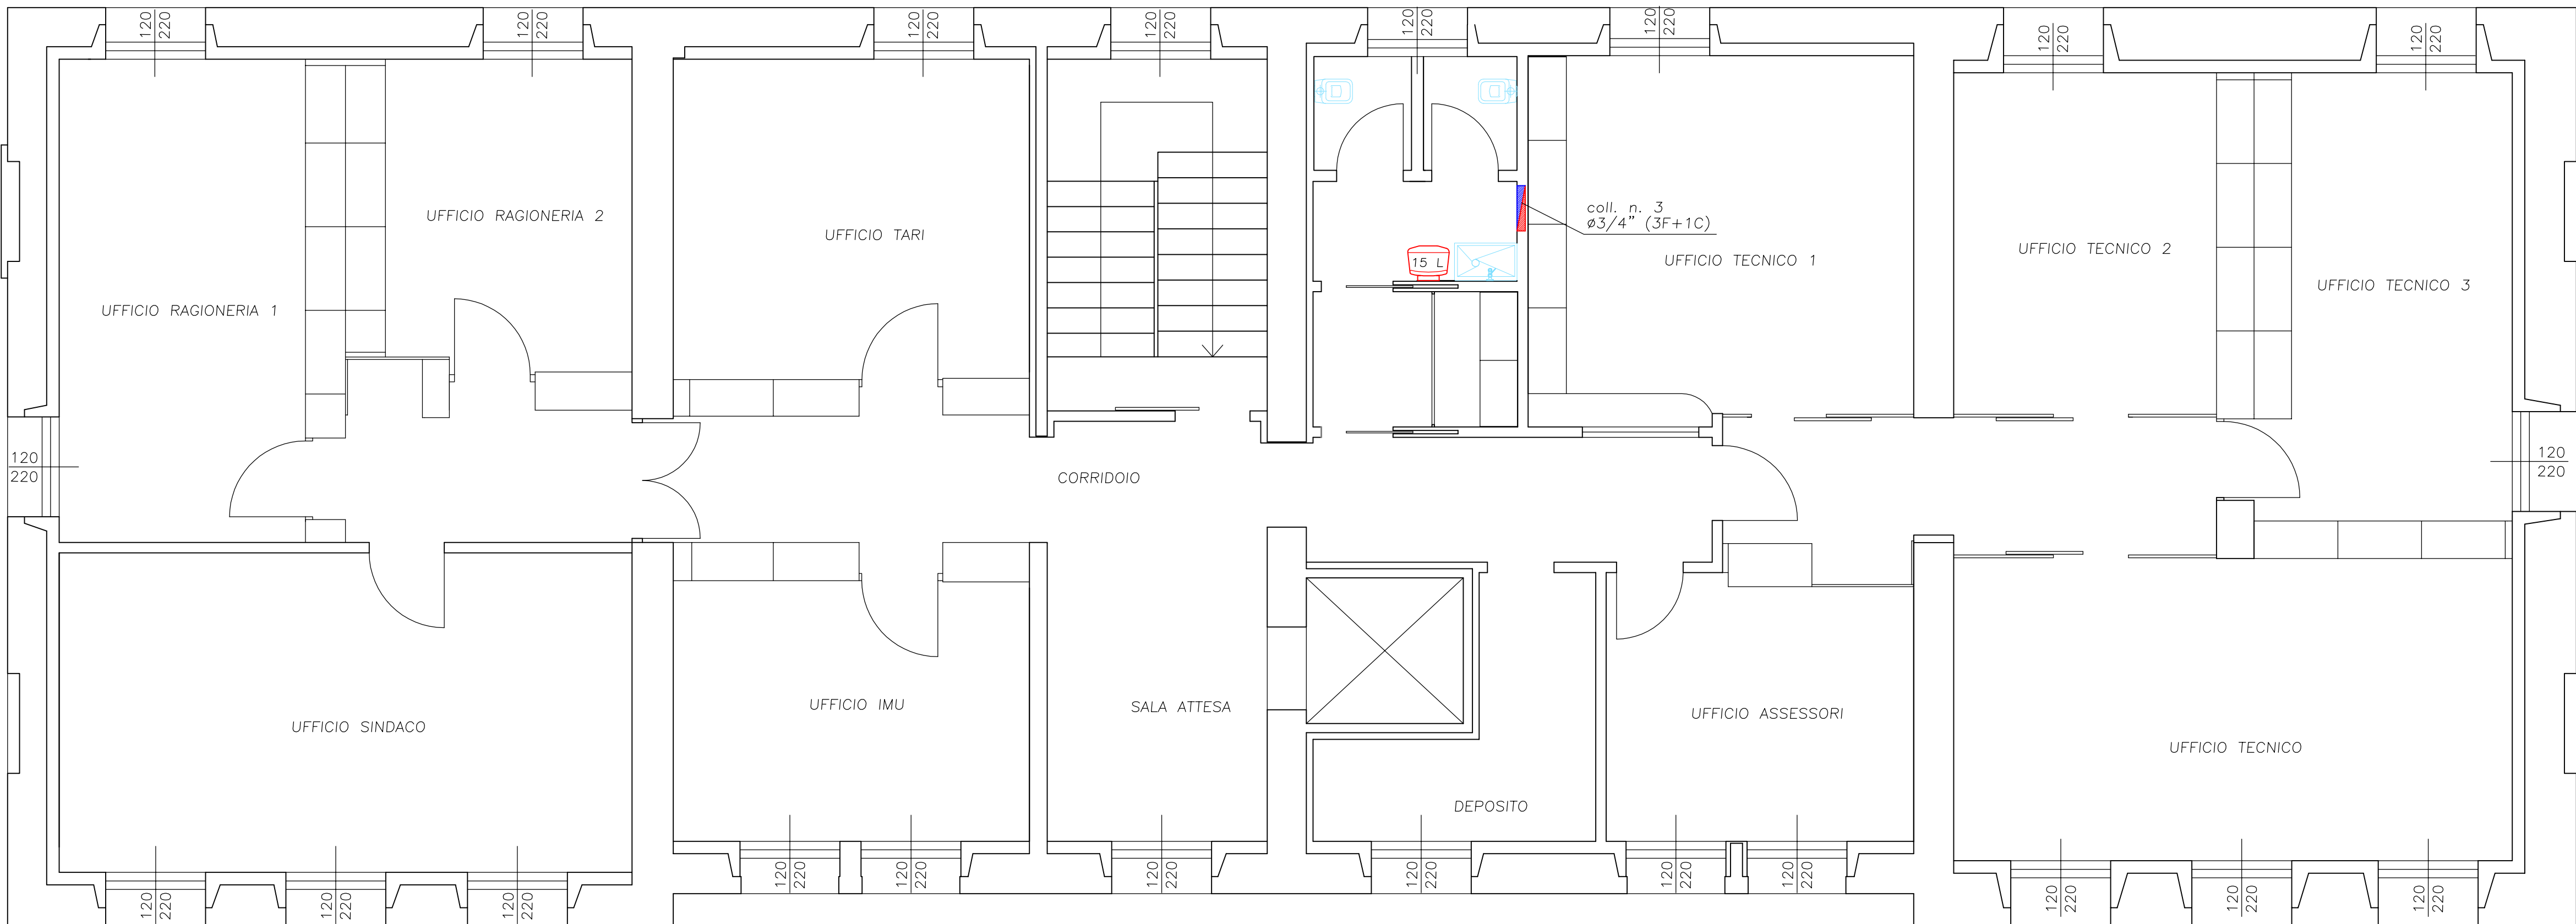 120
220
120
220
120
220
120
220
120
220
120
220
120
220
120
220
coll. n. 3
ø3/4" (3F+1C)
UFFICIO RAGIONERIA 2
UFFICIO TARI
15 L
UFFICIO TECNICO 1
UFFICIO TECNICO 2
UFFICIO TECNICO 3
UFFICIO RAGIONERIA 1
120
220
CORRIDOIO
120
220
UFFICIO SINDACO
UFFICIO IMU
SALA ATTESA
UFFICIO ASSESSORI
UFFICIO TECNICO
DEPOSITO
120
220
120
220
120
220
120
220
120
220
120
220
120
220
120
220
120
220
120
220
120
220
120
220